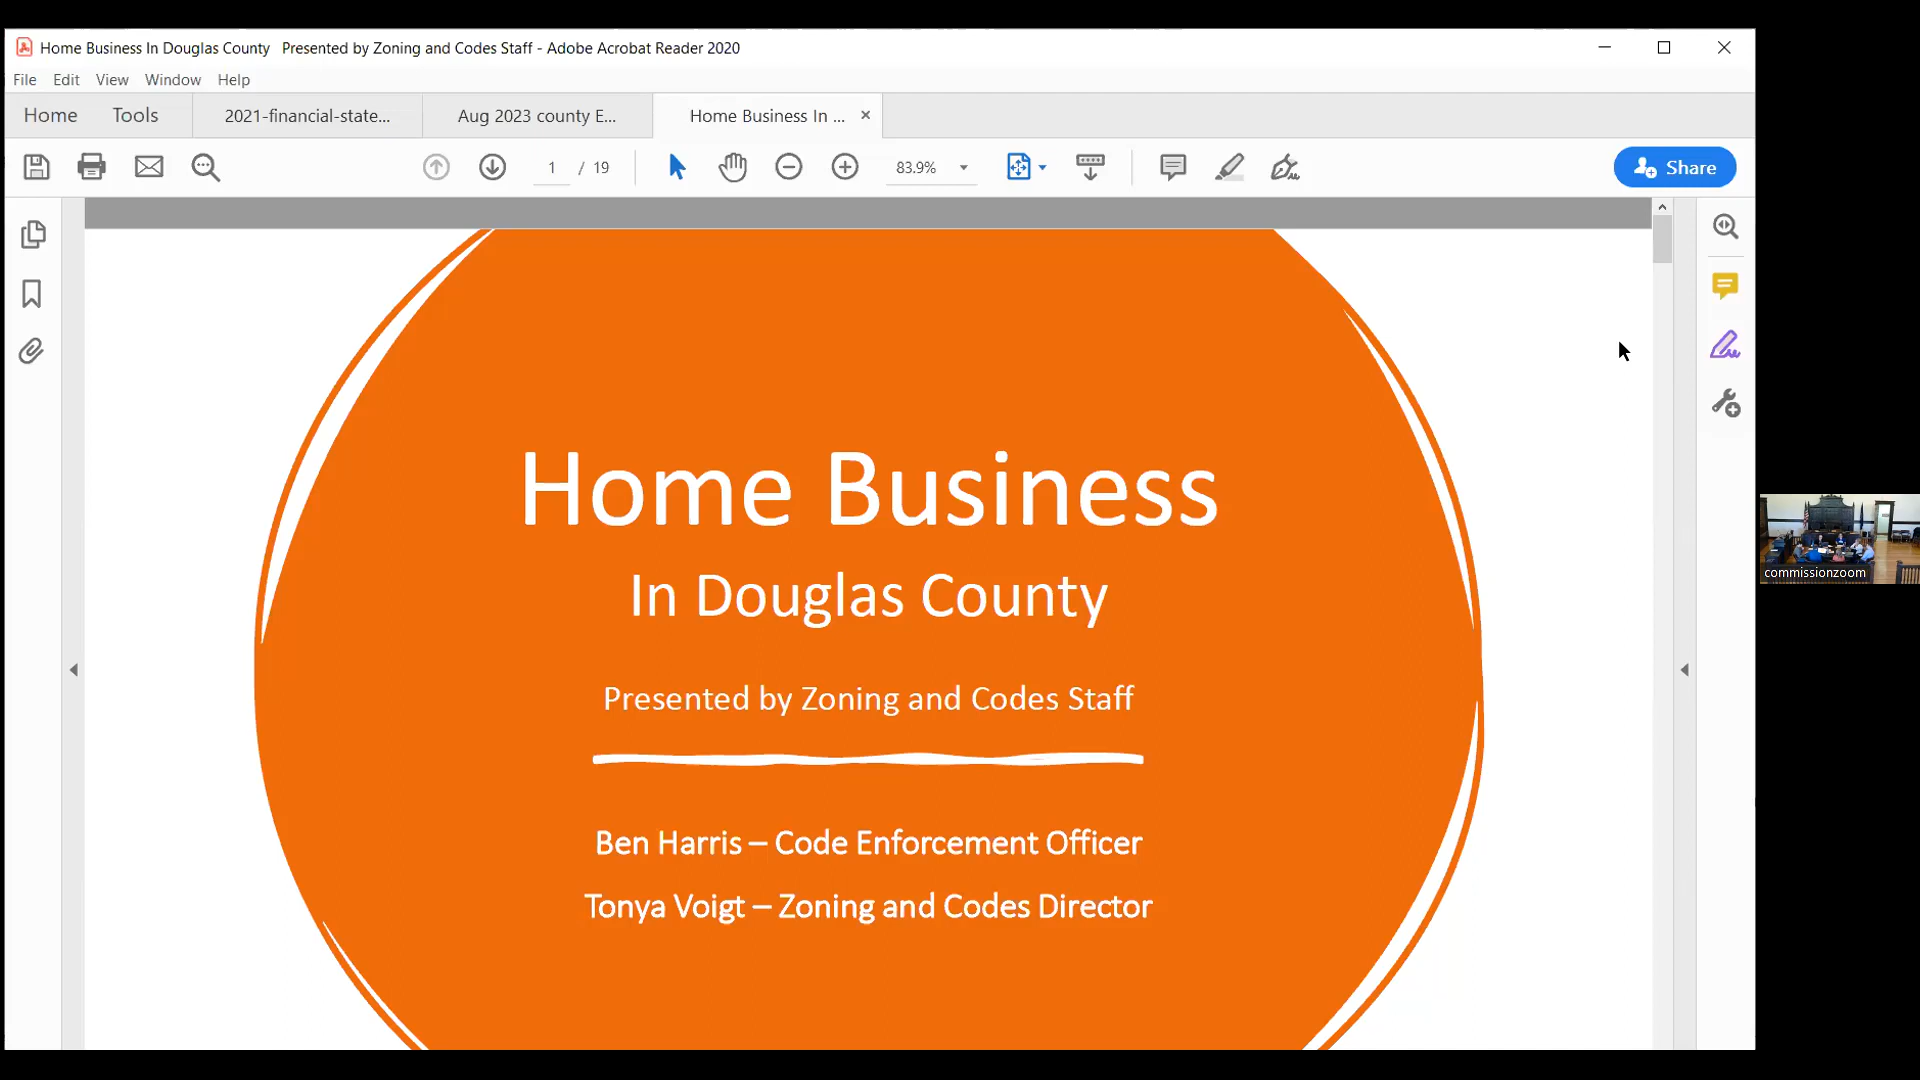 Home Business In Douglas County   Presented by Zoning and Codes Staff - Adobe Acrobat Reader 2020
File Edit View Window Help
Home Tools 2021-financial-state... Aug 2023 county E... Home Business In ...
1 / 19 83.9% Share
Home Business
In Douglas County
Presented by Zoning and Codes Staff
Ben Harris – Code Enforcement Officer
Tonya Voigt – Zoning and Codes Director
commissionzoom